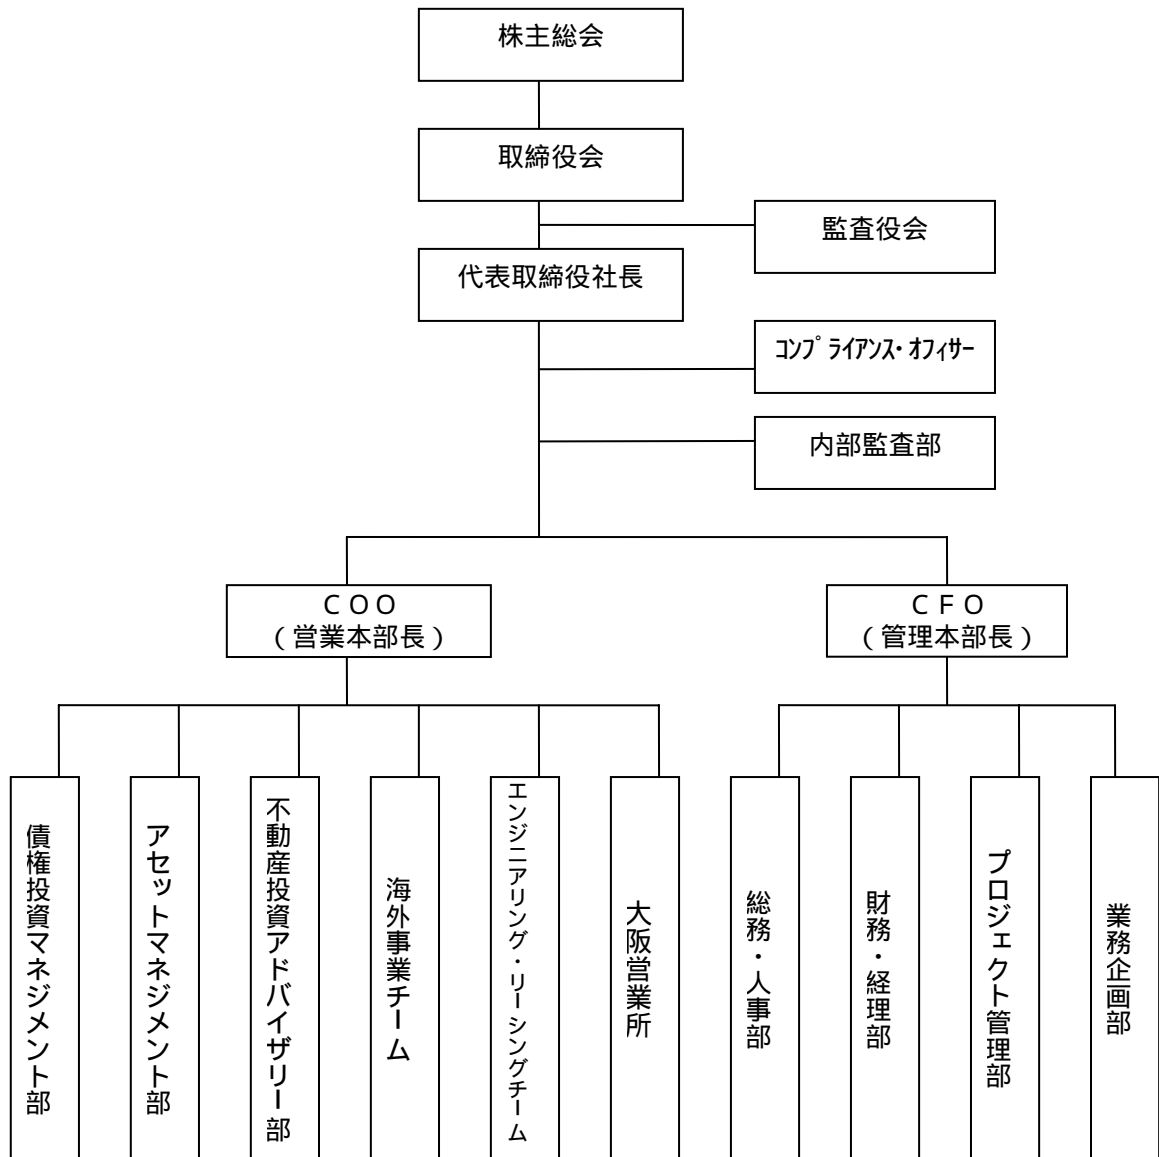 株主総会
取締役会
監査役会
代表取締役社長
ｺﾝﾌﾟﾗｲｱﾝｽ・ｵﾌｨｻｰ
内部監査部
ＣＯＯ
（営業本部長）
ＣＦＯ
（管理本部長）
債権投資マネジメント部
アセットマネジメント部
不動産投資アドバイザリー部
海外事業チーム
エンジニアリング・リーシングチーム
大阪営業所
総務・人事部
財務・経理部
プロジェクト管理部
業務企画部